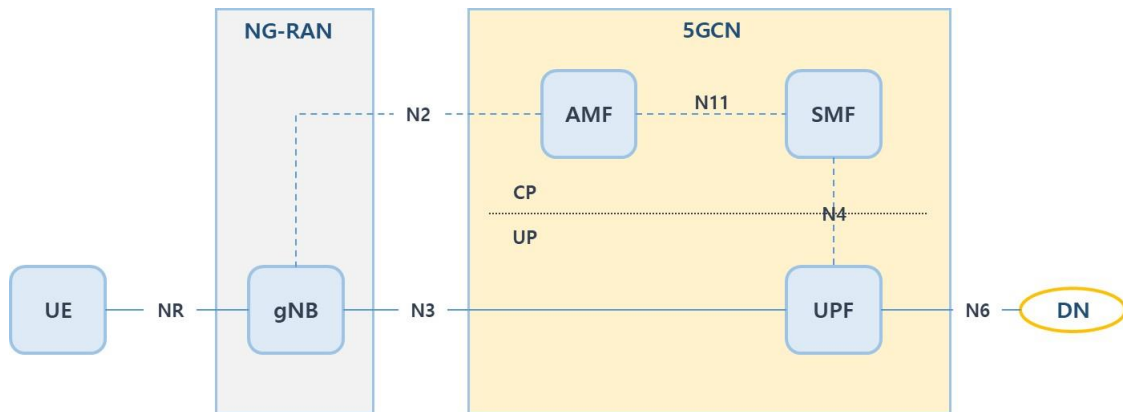 NG-RAN
5GCN
AMF
N11
SMF
N2
CP
N4
UP
UE
NR
gNB
N3
UPF
N6
DN